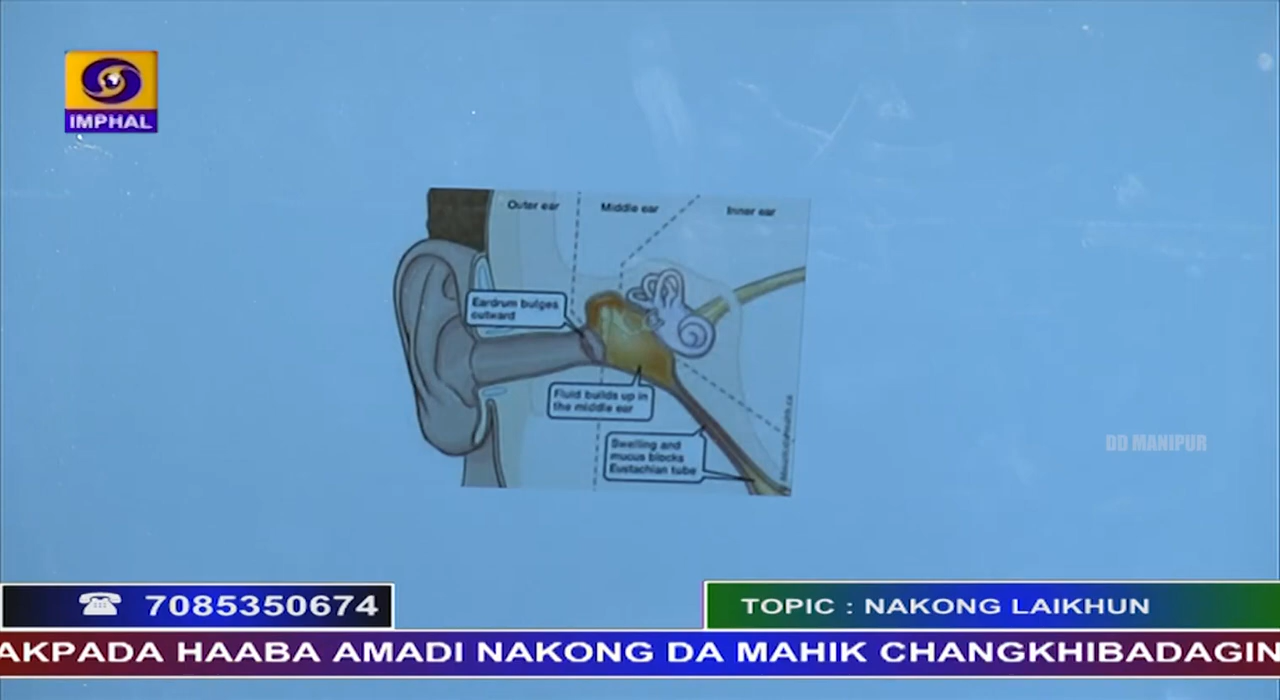 IMPHAL
Outer ear
Middle ear
Inner ear
Eardrum bulges
outward
Fluid builds up in
the middle ear
Swelling and
mucus blocks
Eustachian tube
DD MANIPUR
7085350674
TOPIC : NAKONG LAIKHUN
AKPADA HAABA AMADI NAKONG DA MAHIK CHANGKHIBADAGIN